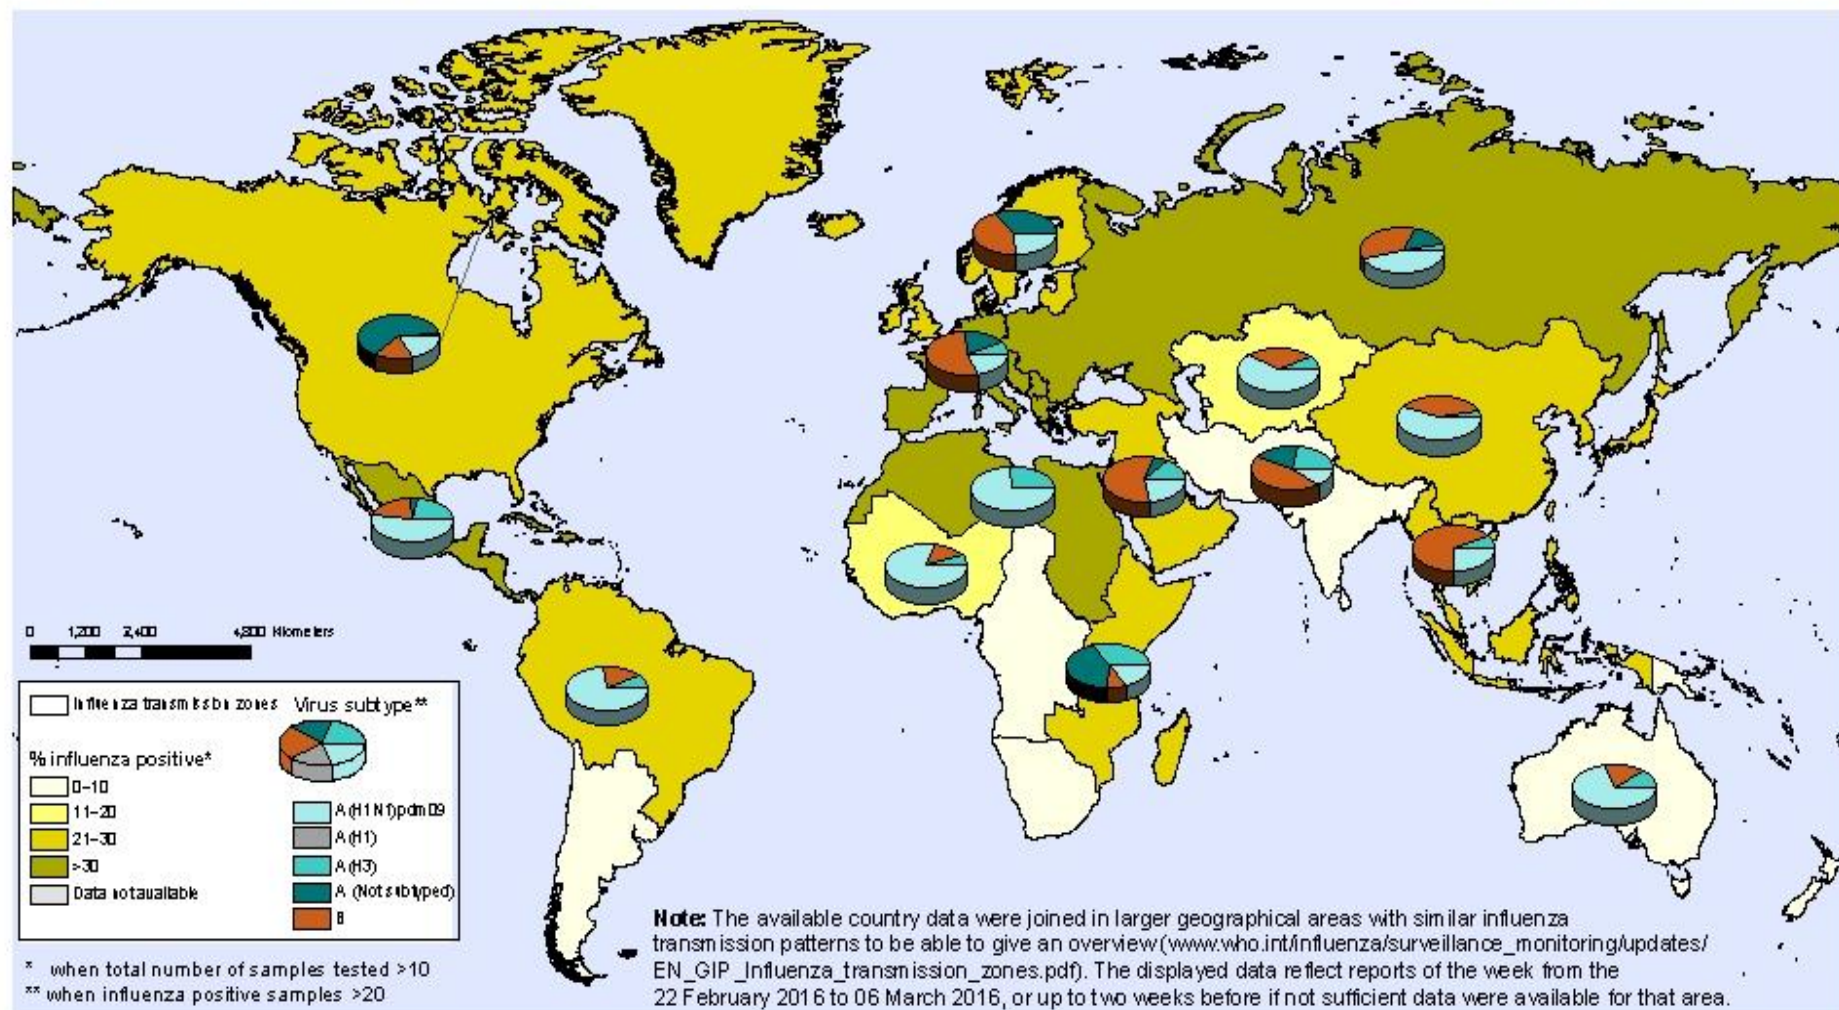 0 1,200 2,400 4,800 Kilometers
Influenza transmission zones
Virus subtype**
% influenza positive*
0-10
11-20
21-30
>30
Data not available
A(H1N1)pdm09
A(H1)
A(H3)
A (Not subtyped)
B
* when total number of samples tested >10
** when influenza positive samples >20
Note: The available country data were joined in larger geographical areas with similar influenza
transmission patterns to be able to give an overview (www.who.int/influenza/surveillance_monitoring/updates/
EN_GIP_Influenza_transmission_zones.pdf). The displayed data reflect reports of the week from the
22 February 2016 to 06 March 2016, or up to two weeks before if not sufficient data were available for that area.